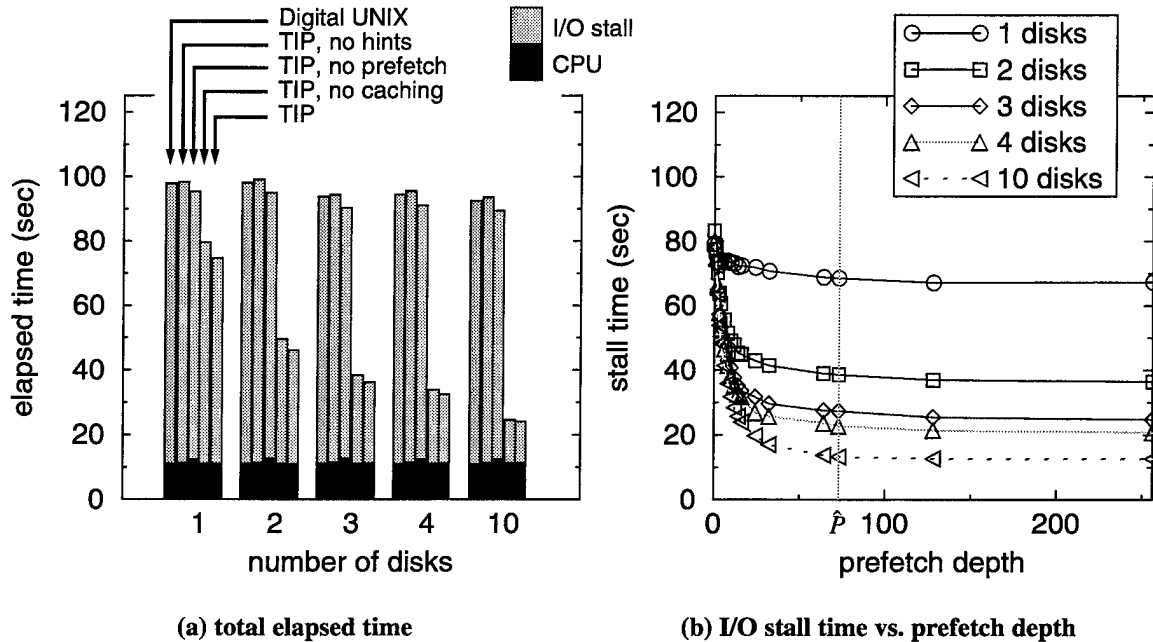 Digital UNIX
TIP, no hints
TIP, no prefetch
TIP, no caching
TIP
I/O stall
CPU
elapsed time (sec)
120
100
80
60
40
20
0
1 2 3 4 10
number of disks
(a) total elapsed time
1 disks
2 disks
3 disks
4 disks
10 disks
stall time (sec)
120
100
80
60
40
20
0
0 P̂ 100 200
prefetch depth
(b) I/O stall time vs. prefetch depth